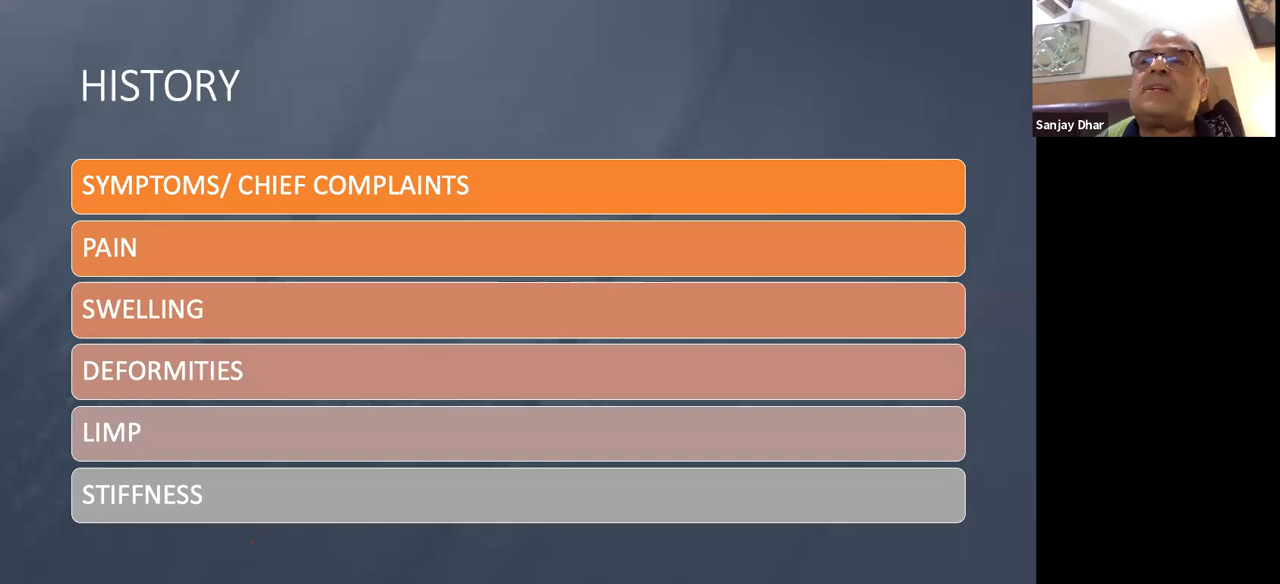 HISTORY
SYMPTOMS/ CHIEF COMPLAINTS
PAIN
SWELLING
DEFORMITIES
LIMP
STIFFNESS
Sanjay Dhar